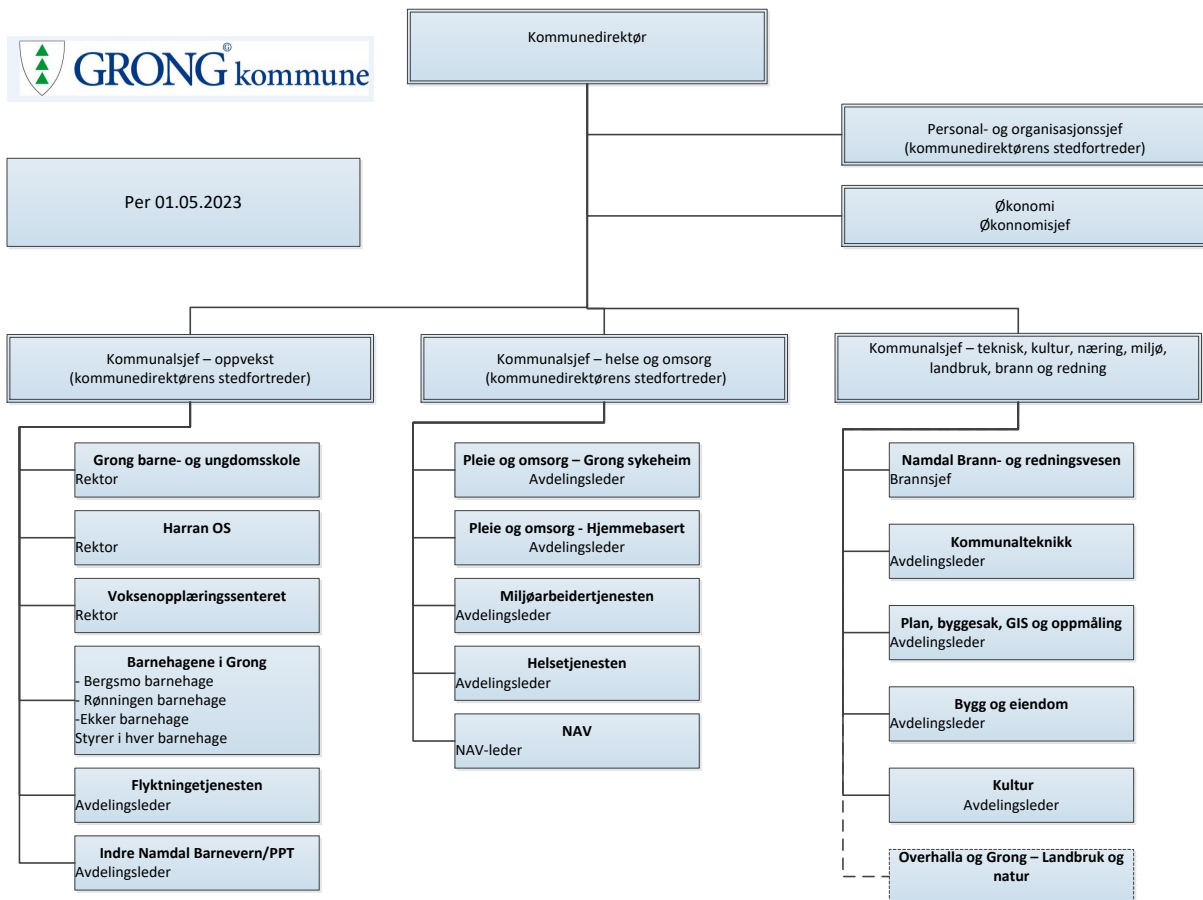 Kommunedirektør
GRONG© kommune
Personal- og organisasjonssjef
(kommunedirektørens stedfortreder)
Per 01.05.2023
Økonomi
Økonnomisjef
Kommunalsjef – oppvekst
(kommunedirektørens stedfortreder)
Kommunalsjef – helse og omsorg
(kommunedirektørens stedfortreder)
Kommunalsjef – teknisk, kultur, næring, miljø,
landbruk, brann og redning
Grong barne- og ungdomsskole
Rektor
Harran OS
Rektor
Voksenopplæringssenteret
Rektor
Barnehagene i Grong
- Bergsmo barnehage
- Rønningen barnehage
-Ekker barnehage
Styrer i hver barnehage
Flyktningetjenesten
Avdelingsleder
Indre Namdal Barnevern/PPT
Avdelingsleder
Pleie og omsorg – Grong sykeheim
Avdelingsleder
Pleie og omsorg - Hjemmebasert
Avdelingsleder
Miljøarbeidertjenesten
Avdelingsleder
Helsetjenesten
Avdelingsleder
NAV
NAV-leder
Namdal Brann- og redningsvesen
Brannsjef
Kommunalteknikk
Avdelingsleder
Plan, byggesak, GIS og oppmåling
Avdelingsleder
Bygg og eiendom
Avdelingsleder
Kultur
Avdelingsleder
Overhalla og Grong – Landbruk og
natur